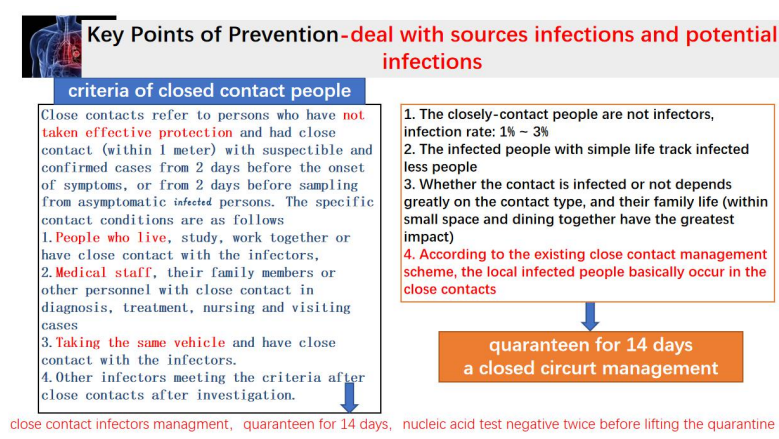 Key Points of Prevention-deal with sources infections and potential
infections
criteria of closed contact people
Close contacts refer to persons who have not
taken effective protection and had close
contact (within 1 meter) with suspectible and
confirmed cases from 2 days before the onset
of symptoms, or from 2 days before sampling
from asymptomatic infected persons. The specific
contact conditions are as follows
1.People who live, study, work together or
have close contact with the infectors,
2.Medical staff, their family members or
other personnel with close contact in
diagnosis, treatment, nursing and visiting
cases
3.Taking the same vehicle and have close
contact with the infectors.
4.Other infectors meeting the criteria after
close contacts after investigation.
1. The closely-contact people are not infectors,
infection rate: 1% ~ 3%
2. The infected people with simple life track infected
less people
3. Whether the contact is infected or not depends
greatly on the contact type, and their family life (within
small space and dining together have the greatest
impact)
4. According to the existing close contact management
scheme, the local infected people basically occur in the
close contacts
quaranteen for 14 days
a closed circurt management
close contact infectors managment, quaranteen for 14 days, nucleic acid test negative twice before lifting the quarantine